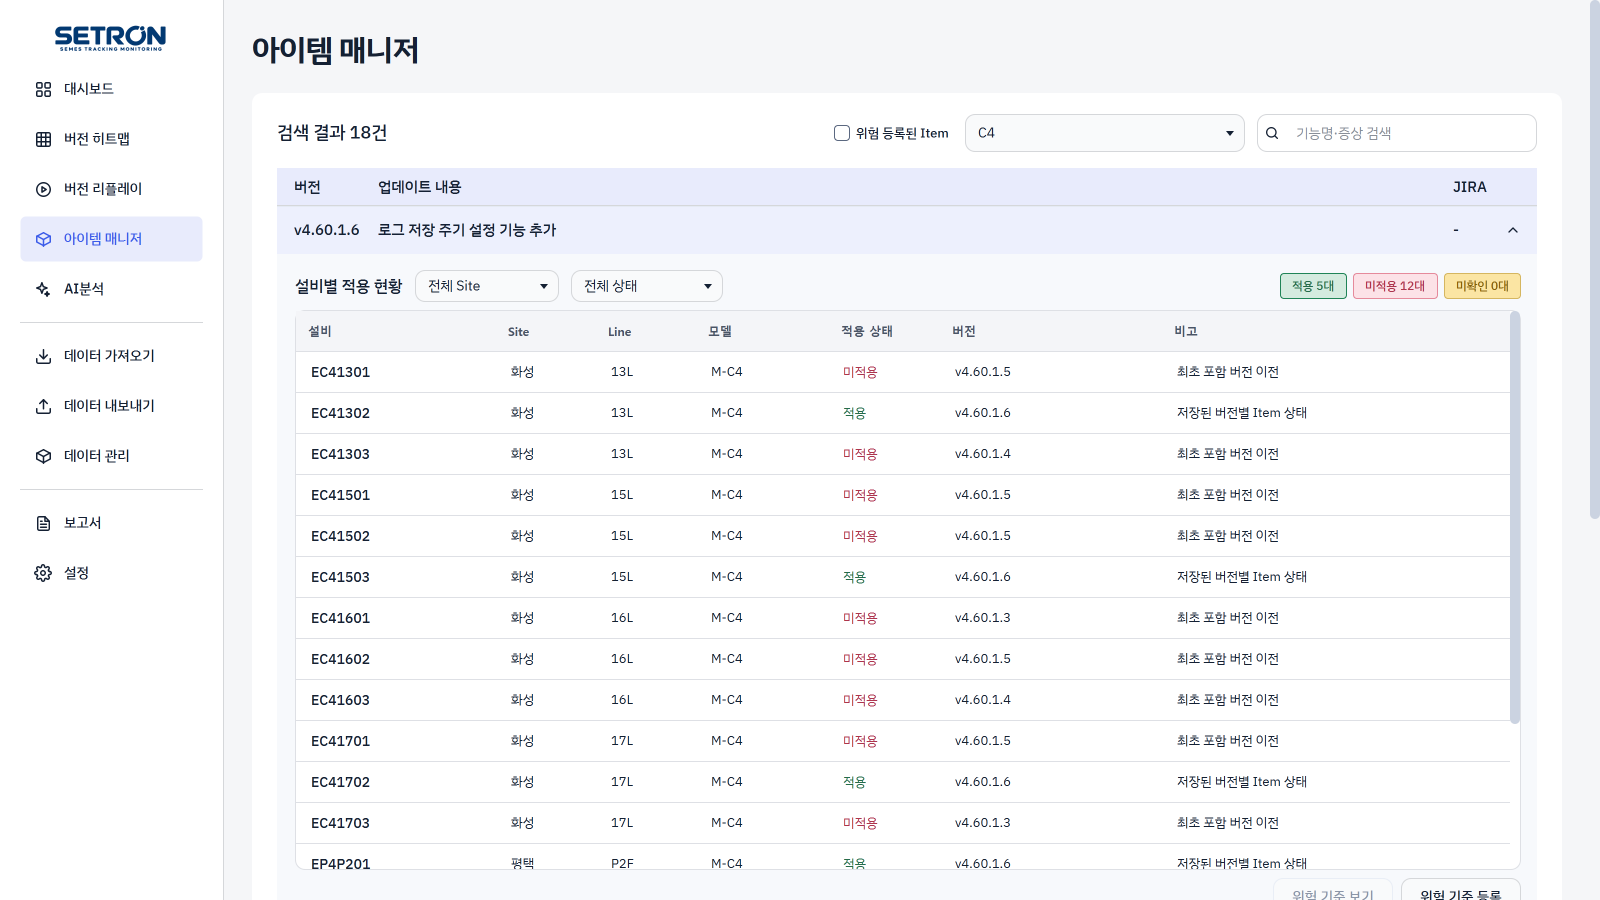 SETRON
SEMES TRACKING MONITORING
대시보드
버전 히트맵
버전 리플레이
아이템 매니저
AI분석
데이터 가져오기
데이터 내보내기
데이터 관리
보고서
설정
아이템 매니저
검색 결과 18건
위험 등록된 Item
C4
기능명·증상 검색
버전 업데이트 내용 JIRA
v4.60.1.6 로그 저장 주기 설정 기능 추가 -
설비별 적용 현황 전체 Site 전체 상태 적용 5대 미적용 12대 미확인 0대
설비 Site Line 모델 적용 상태 버전 비고
EC41301 화성 13L M-C4 미적용 v4.60.1.5 최초 포함 버전 이전
EC41302 화성 13L M-C4 적용 v4.60.1.6 저장된 버전별 Item 상태
EC41303 화성 13L M-C4 미적용 v4.60.1.4 최초 포함 버전 이전
EC41501 화성 15L M-C4 미적용 v4.60.1.5 최초 포함 버전 이전
EC41502 화성 15L M-C4 미적용 v4.60.1.5 최초 포함 버전 이전
EC41503 화성 15L M-C4 적용 v4.60.1.6 저장된 버전별 Item 상태
EC41601 화성 16L M-C4 미적용 v4.60.1.3 최초 포함 버전 이전
EC41602 화성 16L M-C4 미적용 v4.60.1.5 최초 포함 버전 이전
EC41603 화성 16L M-C4 미적용 v4.60.1.4 최초 포함 버전 이전
EC41701 화성 17L M-C4 미적용 v4.60.1.5 최초 포함 버전 이전
EC41702 화성 17L M-C4 적용 v4.60.1.6 저장된 버전별 Item 상태
EC41703 화성 17L M-C4 미적용 v4.60.1.3 최초 포함 버전 이전
EP4P201 평택 P2F M-C4 적용 v4.60.1.6 저장된 버전별 Item 상태
위험 기준 보기 위험 기준 등록